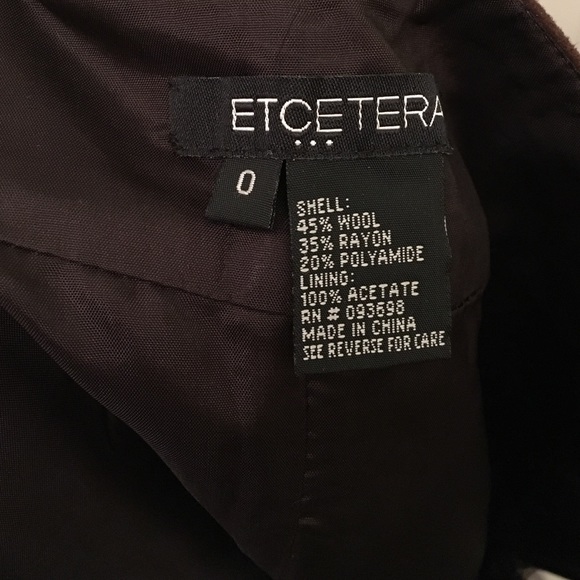 ETCETERA
...
0
SHELL:
45% WOOL
35% RAYON
20% POLYAMIDE
LINING:
100% ACETATE
RN # 093698
MADE IN CHINA
SEE REVERSE FOR CARE